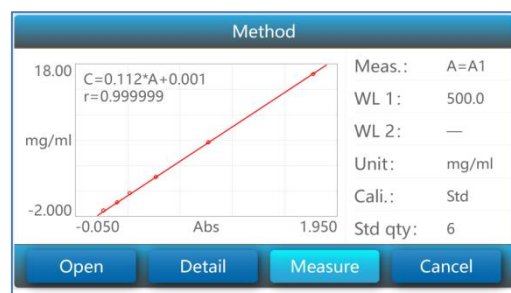 Method
18.00
C=0.112*A+0.001
r=0.999999
mg/ml
-2.000
-0.050
Abs
1.950
Meas.: A=A1
WL 1: 500.0
WL 2: —
Unit: mg/ml
Cali.: Std
Std qty: 6
Open Detail Measure Cancel